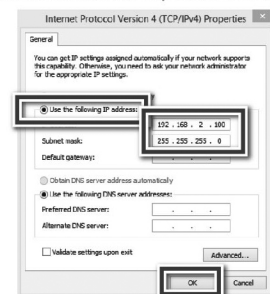 Internet Protocol Version 4 (TCP/IPv4) Properties
General
You can get IP settings assigned automatically if your network supports
this capability. Otherwise, you need to ask your network administrator
for the appropriate IP settings.
Use the following IP address:
192 . 168 . 2 . 100
Subnet mask: 255 . 255 . 255 . 0
Default gateway:
Obtain DNS server address automatically
Use the following DNS server addresses:
Preferred DNS server: . . .
Alternate DNS server: . . .
Validate settings upon exit
Advanced...
OK Cancel